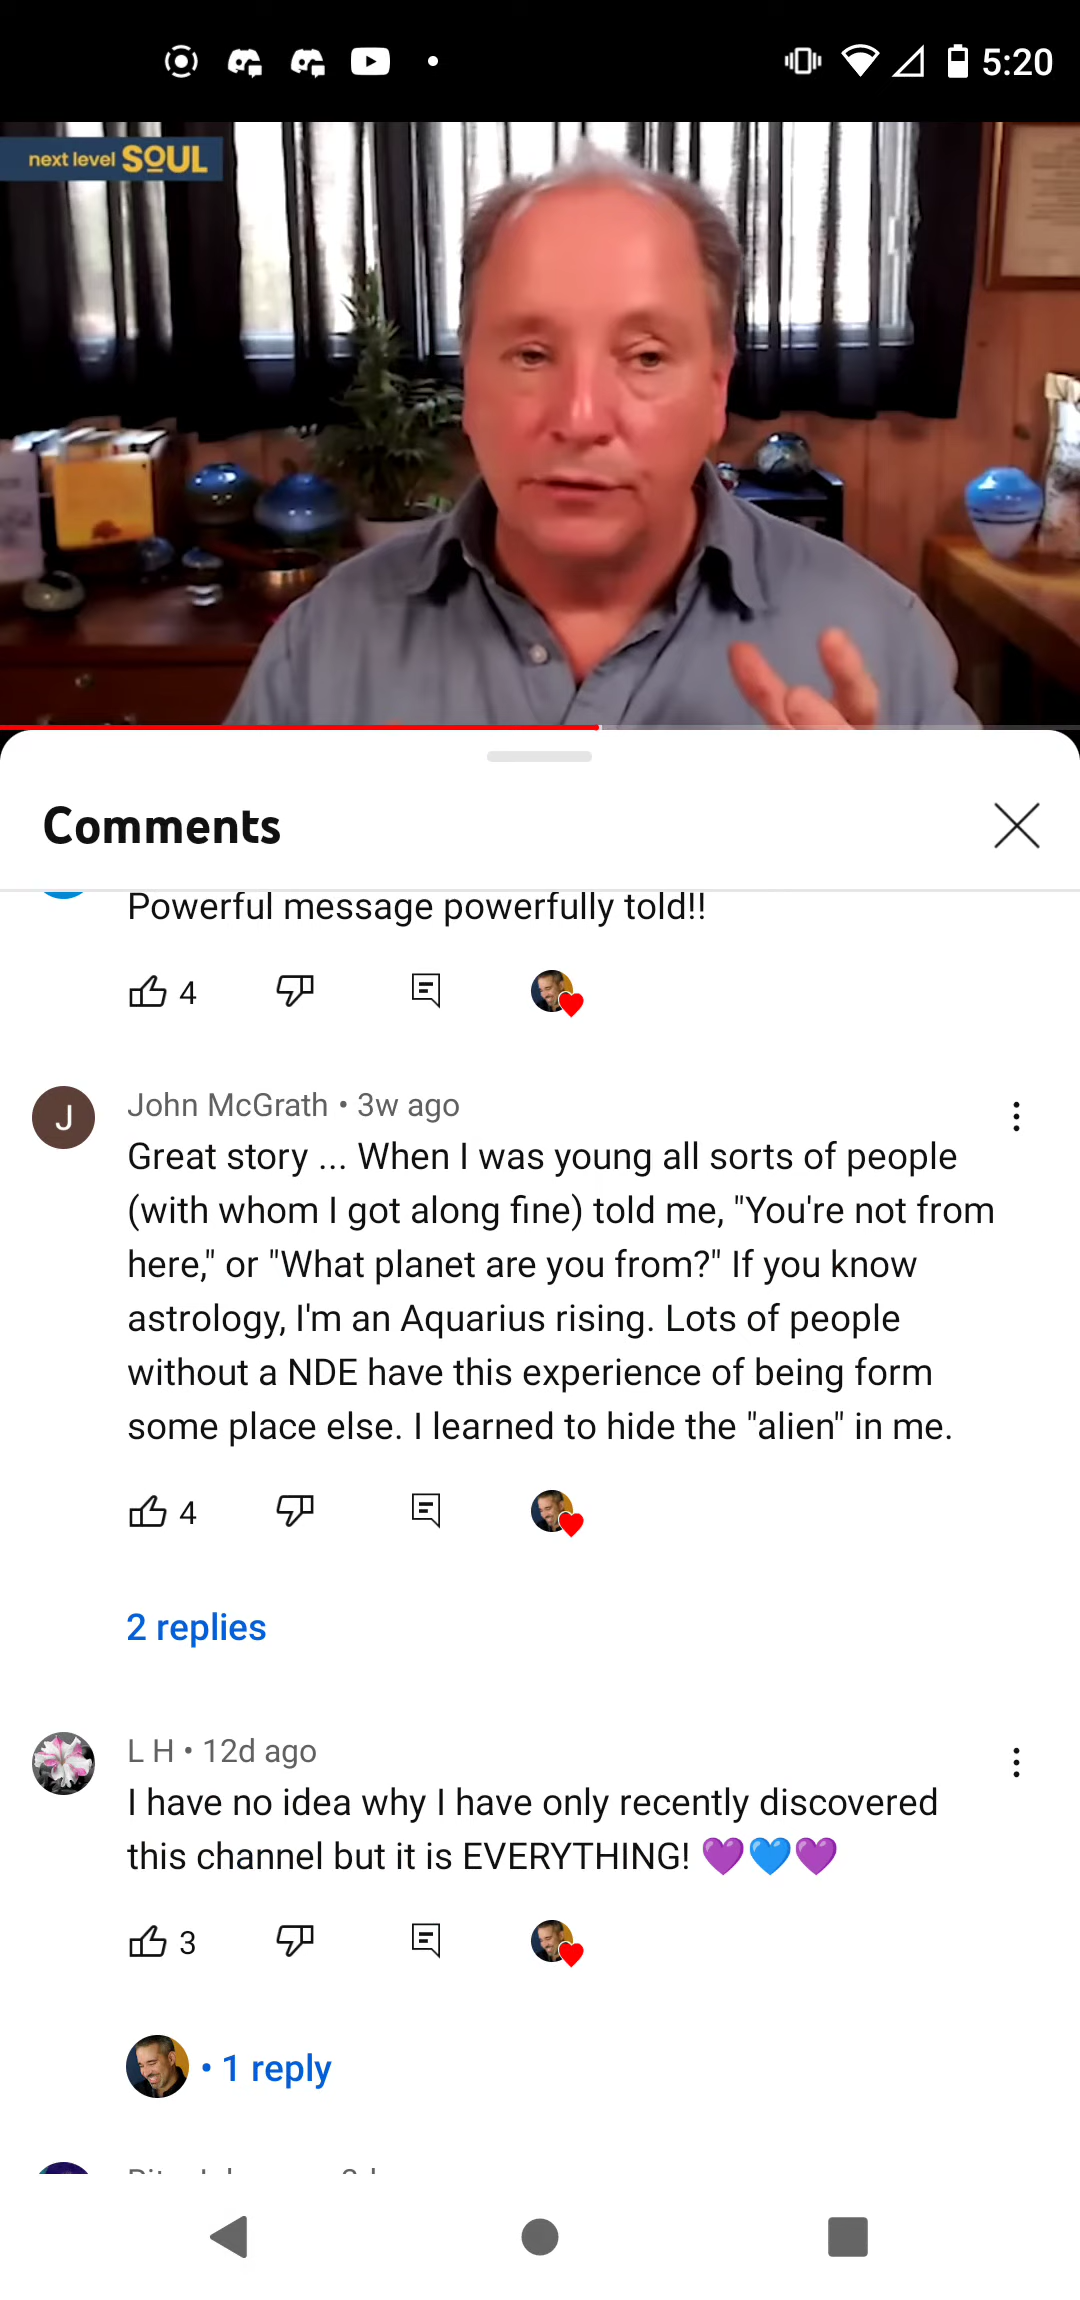 5:20
next level SOUL
Comments
Powerful message powerfully told!!
4
J
John McGrath • 3w ago
Great story ... When I was young all sorts of people
(with whom I got along fine) told me, "You're not from
here," or "What planet are you from?" If you know
astrology, I'm an Aquarius rising. Lots of people
without a NDE have this experience of being form
some place else. I learned to hide the "alien" in me.
4
2 replies
L H • 12d ago
I have no idea why I have only recently discovered
this channel but it is EVERYTHING! 💜💙💜
3
• 1 reply